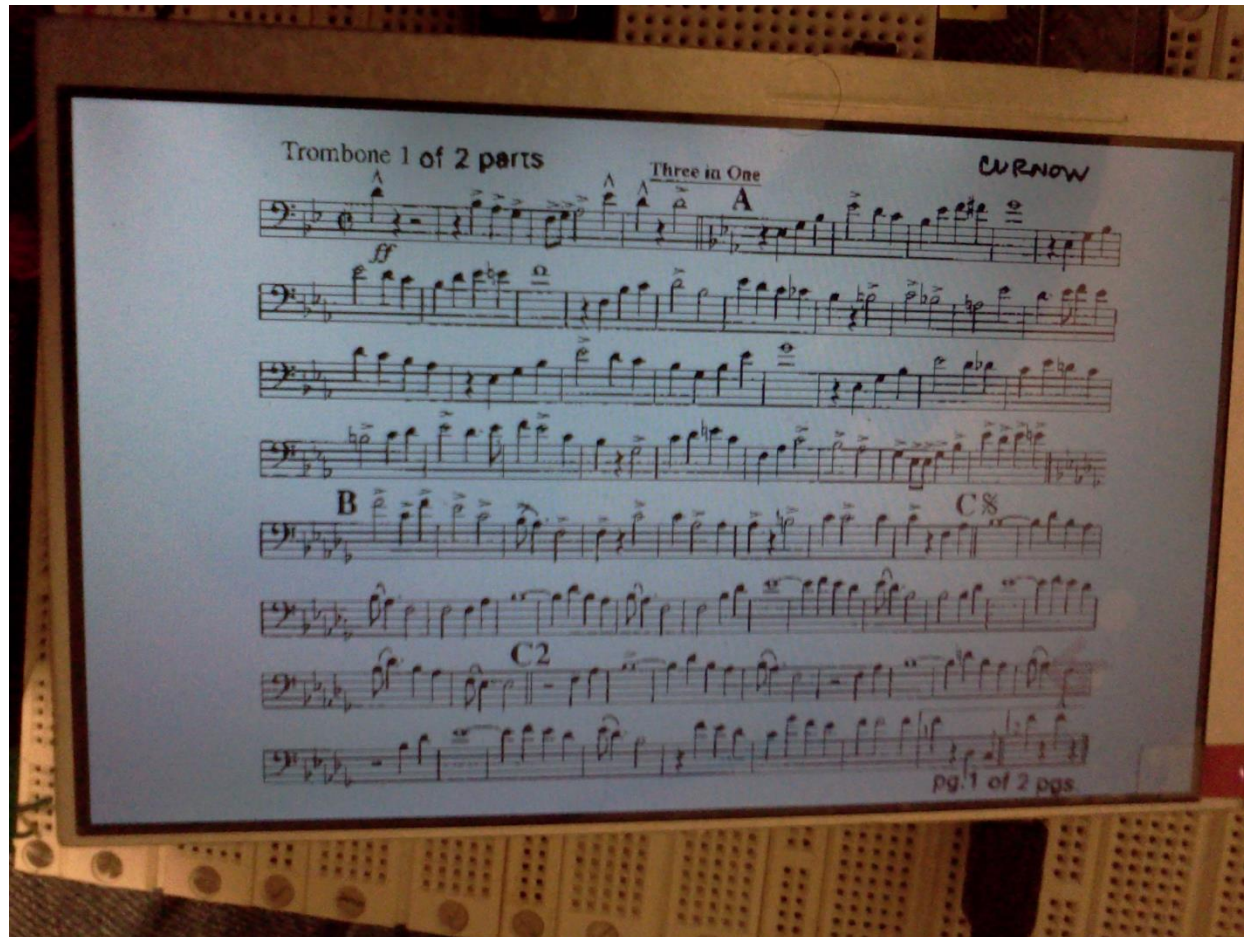 Trombone 1 of 2 parts
Three in One
CURNOW
A
ff
B
C
C2
pg.1 of 2 pgs.